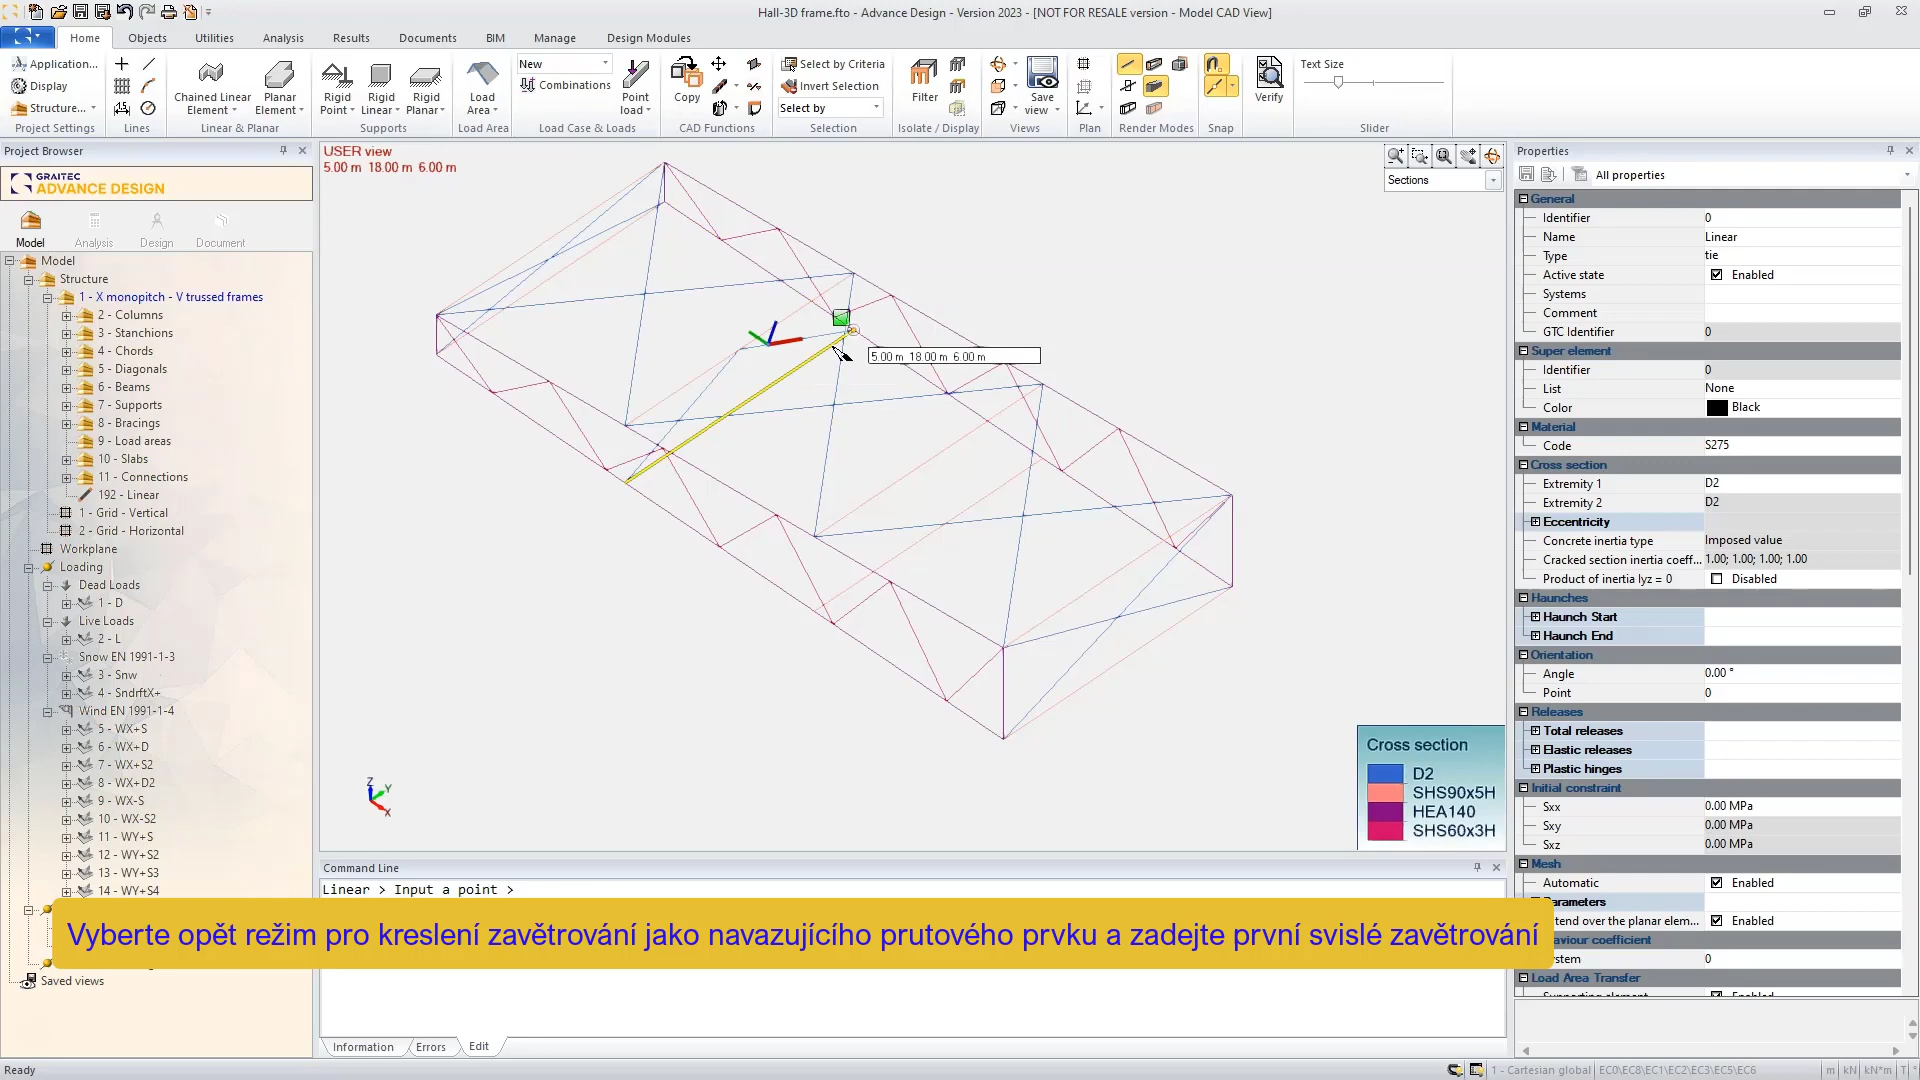 Hall-3D frame.fto - Advance Design - Version 2023 - [NOT FOR RESALE version - Model CAD View]
Home Objects Utilities Analysis Results Documents BIM Manage Design Modules
Application...
Display
Structure...
Project Settings
Lines
Chained Linear Element
Planar Element
Linear & Planar
Rigid Point
Rigid Linear
Rigid Planar
Supports
Load Area
Load Area
New
Combinations
Point load
Load Case & Loads
Copy
CAD Functions
Select by Criteria
Invert Selection
Select by
Selection
Filter
Isolate / Display
Save view
Views
Plan
Render Modes
Snap
Verify
Text Size
Slider
Project Browser
GRAITEC
ADVANCE DESIGN
Model Analysis Design Document
Model
Structure
1 - X monopitch - V trussed frames
2 - Columns
3 - Stanchions
4 - Chords
5 - Diagonals
6 - Beams
7 - Supports
8 - Bracings
9 - Load areas
10 - Slabs
11 - Connections
192 - Linear
1 - Grid - Vertical
2 - Grid - Horizontal
Workplane
Loading
Dead Loads
1 - D
Live Loads
2 - L
Snow EN 1991-1-3
3 - Snw
4 - SndrftX+
Wind EN 1991-1-4
5 - WX+S
6 - WX+D
7 - WX+S2
8 - WX+D2
9 - WX-S
10 - WX-S2
11 - WY+S
12 - WY+S2
13 - WY+S3
14 - WY+S4
Saved views
USER view
5.00 m 18.00 m 6.00 m
Sections
5.00 m 18.00 m 6.00 m
Z
Y
X
Cross section
D2
SHS90x5H
HEA140
SHS60x3H
Command Line
Linear > Input a point >
Vyberte opět režim pro kreslení zavětrování jako navazujícího prutového prvku a zadejte první svislé zavětrování
Information Errors Edit
Properties
All properties
General
Identifier 0
Name Linear
Type tie
Active state Enabled
Systems
Comment
GTC Identifier 0
Super element
Identifier 0
List None
Color Black
Material
Code S275
Cross section
Extremity 1 D2
Extremity 2 D2
Eccentricity
Concrete inertia type Imposed value
Cracked section inertia coeff... 1.00; 1.00; 1.00; 1.00
Product of inertia Iyz = 0 Disabled
Haunches
Haunch Start
Haunch End
Orientation
Angle 0.00 °
Point 0
Releases
Total releases
Elastic releases
Plastic hinges
Initial constraint
Sxx 0.00 MPa
Sxy 0.00 MPa
Sxz 0.00 MPa
Mesh
Automatic Enabled
Parameters
tend over the planar elem... Enabled
aviour coefficient
stem 0
Load Area Transfer
Ready
1 - Cartesian global EC0\EC8\EC1\EC2\EC3\EC5\EC6 m kN kN*m T °